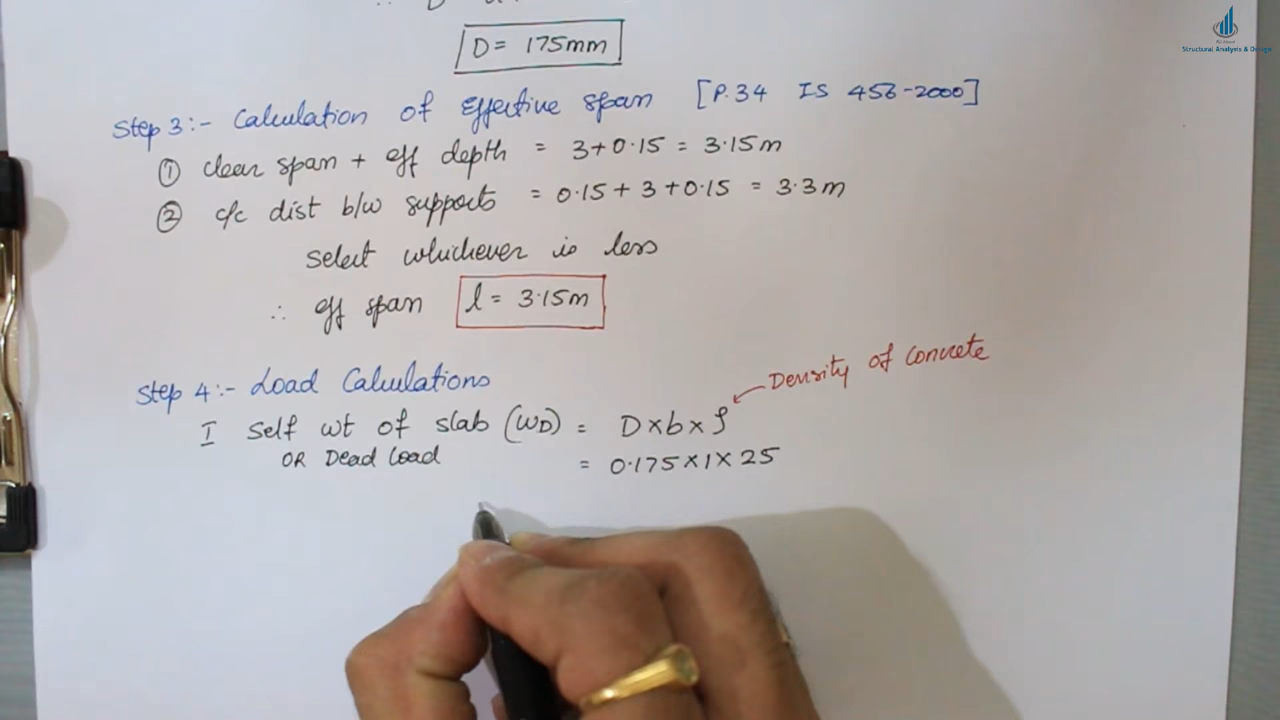 D = 175mm
Structural Analysis & Design
Step 3:- Calculation of Effective span [P.34 IS 456-2000]
① clear span + eff depth = 3+0.15 = 3.15m
② c/c dist b/w supports = 0.15 + 3 + 0.15 = 3.3m
select whichever is less
∴ eff span l = 3.15m
Density of concrete
Step 4:- Load Calculations
I Self wt of slab (WD) = D×b×ρ
OR Dead Load = 0.175×1×25